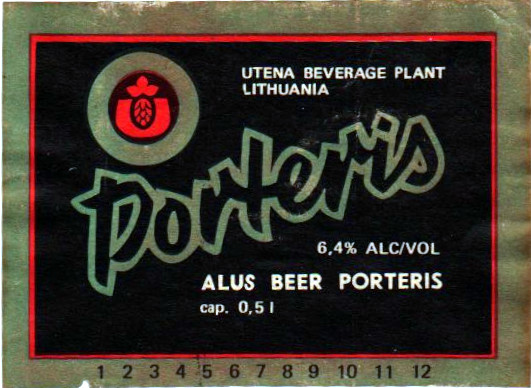 UTENA BEVERAGE PLANT
LITHUANIA
Porteris
6,4% ALC/VOL
ALUS BEER PORTERIS
cap. 0,5 l
1 2 3 4 5 6 7 8 9 10 11 12